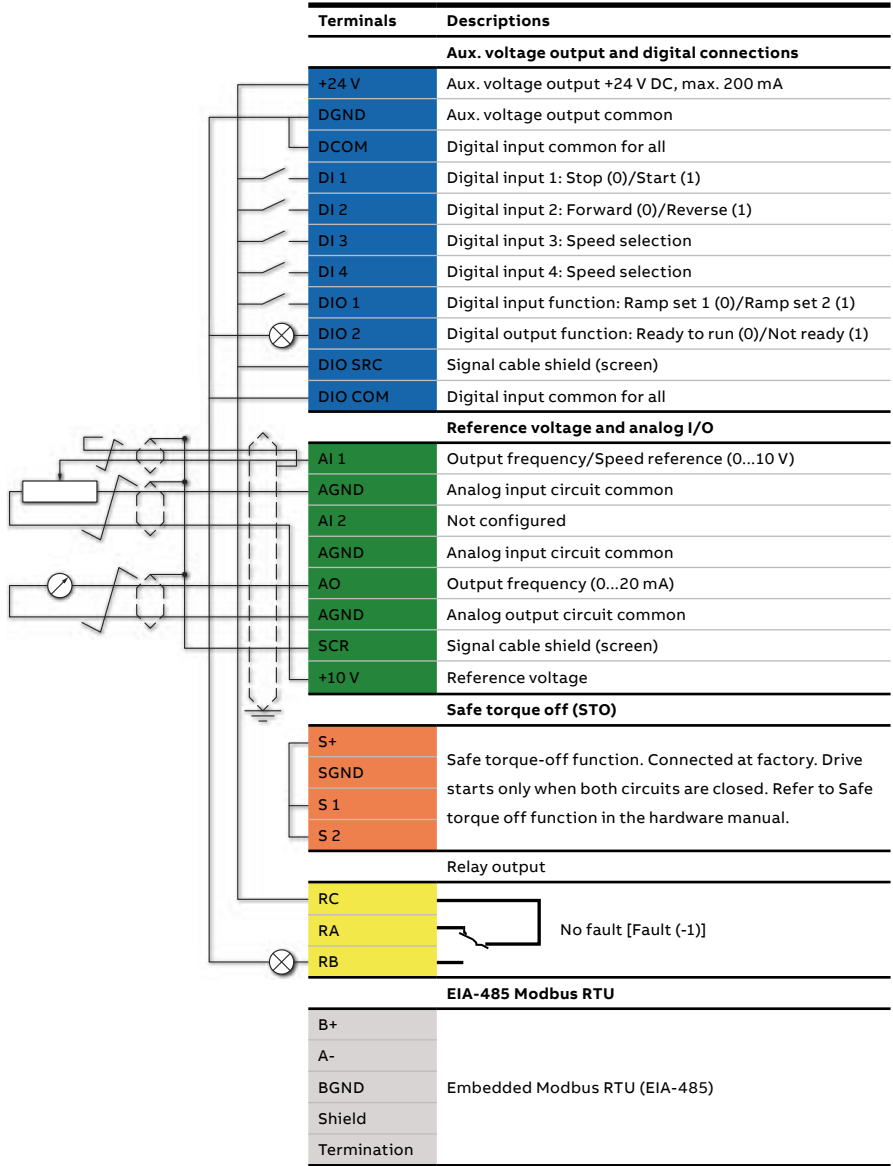 Terminals Descriptions
Aux. voltage output and digital connections
+24 V Aux. voltage output +24 V DC, max. 200 mA
DGND Aux. voltage output common
DCOM Digital input common for all
DI 1 Digital input 1: Stop (0)/Start (1)
DI 2 Digital input 2: Forward (0)/Reverse (1)
DI 3 Digital input 3: Speed selection
DI 4 Digital input 4: Speed selection
DIO 1 Digital input function: Ramp set 1 (0)/Ramp set 2 (1)
DIO 2 Digital output function: Ready to run (0)/Not ready (1)
DIO SRC Signal cable shield (screen)
DIO COM Digital input common for all
Reference voltage and analog I/O
AI 1 Output frequency/Speed reference (0...10 V)
AGND Analog input circuit common
AI 2 Not configured
AGND Analog input circuit common
AO Output frequency (0...20 mA)
AGND Analog output circuit common
SCR Signal cable shield (screen)
+10 V Reference voltage
Safe torque off (STO)
S+
SGND
S 1
S 2
Safe torque-off function. Connected at factory. Drive
starts only when both circuits are closed. Refer to Safe
torque off function in the hardware manual.
Relay output
RC
RA No fault [Fault (-1)]
RB
EIA-485 Modbus RTU
B+
A-
BGND Embedded Modbus RTU (EIA-485)
Shield
Termination